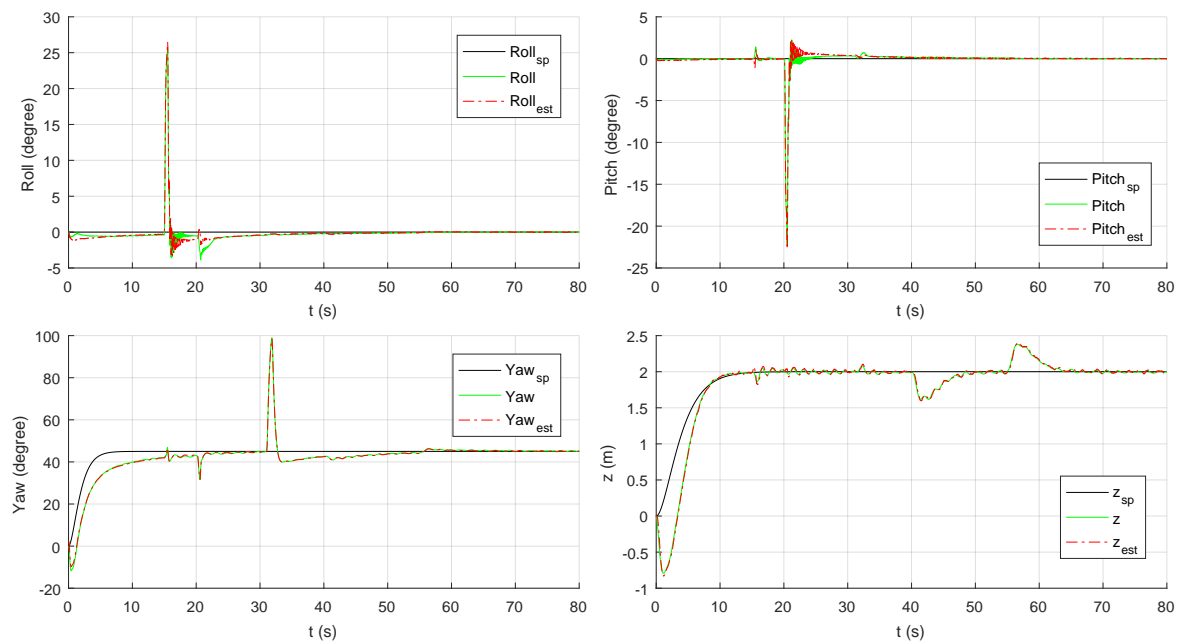 30
25
20
15
10
5
0
-5
Roll (degree)
Roll_sp
Roll
Roll_est
0 10 20 30 40 50 60 70 80
t (s)
5
0
-5
-10
-15
-20
-25
Pitch (degree)
Pitch_sp
Pitch
Pitch_est
0 10 20 30 40 50 60 70 80
t (s)
100
80
60
40
20
0
-20
Yaw (degree)
Yaw_sp
Yaw
Yaw_est
0 10 20 30 40 50 60 70 80
t (s)
2.5
2
1.5
1
0.5
0
-0.5
-1
z (m)
z_sp
z
z_est
0 10 20 30 40 50 60 70 80
t (s)